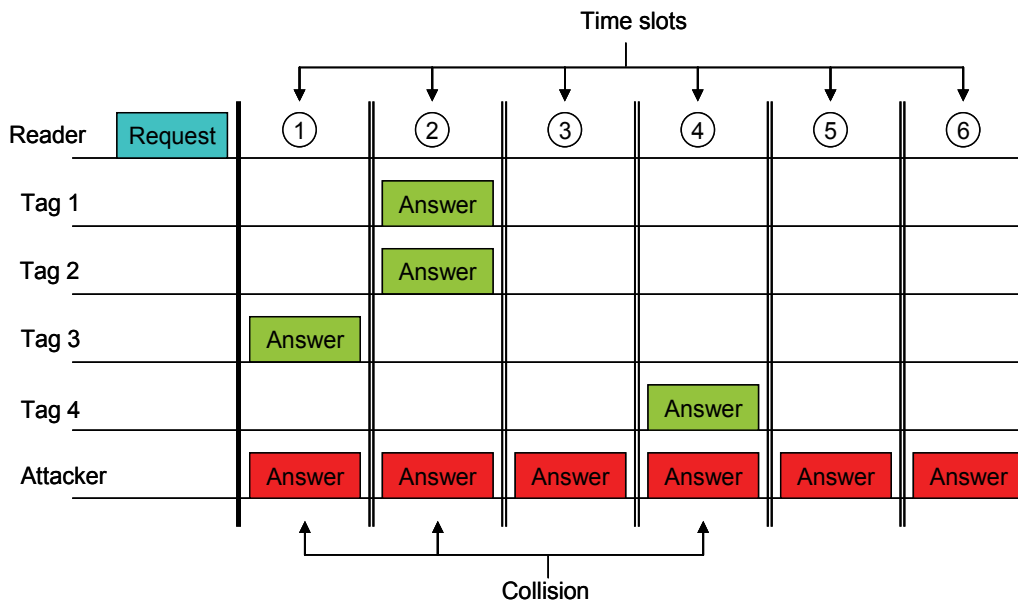 Time slots
Reader Request 1 2 3 4 5 6
Tag 1 Answer
Tag 2 Answer
Tag 3 Answer
Tag 4 Answer
Attacker Answer Answer Answer Answer Answer Answer
Collision